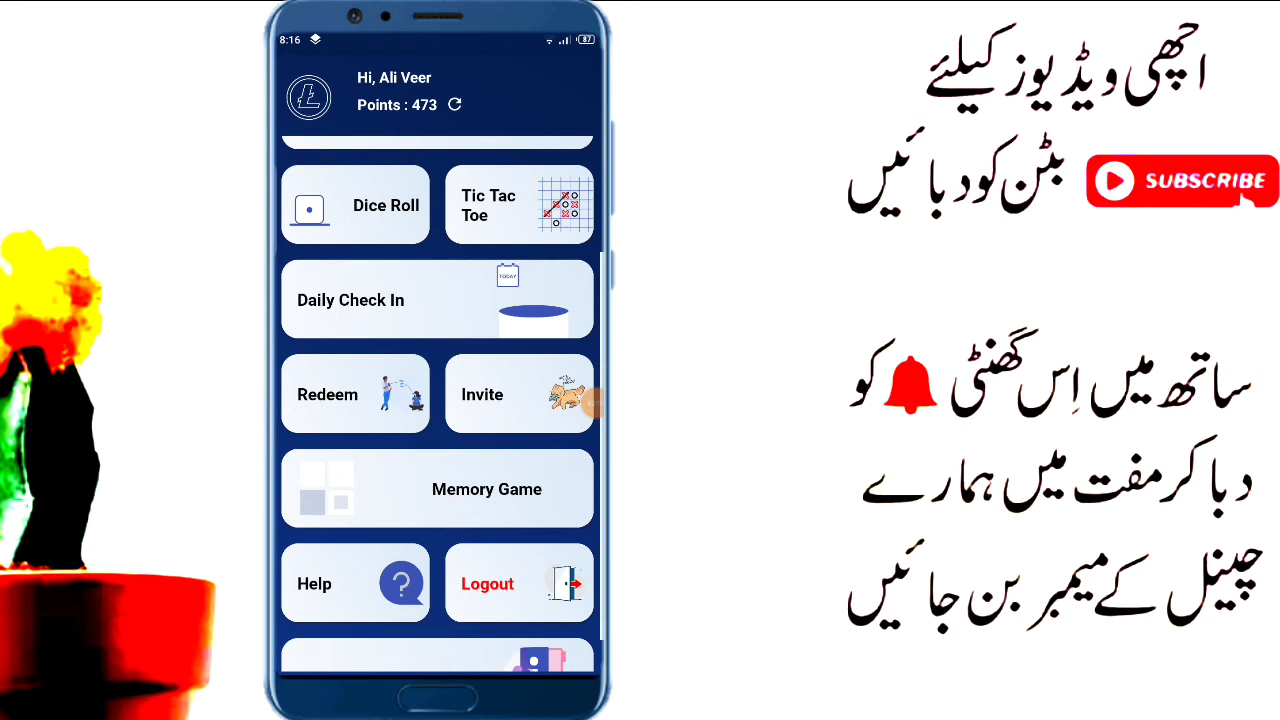 8:16
87
Hi, Ali Veer
Points : 473
Dice Roll
Tic Tac
Toe
Daily Check In
TODAY
Redeem
Invite
Memory Game
Help
Logout
اچھی ویڈیوز کیلئے
بٹن کو دبائیں
SUBSCRIBE
ساتھ میں اِس گھنٹی کو
دبا کر مفت میں ہمارے
چینل کے میمبر بن جائیں